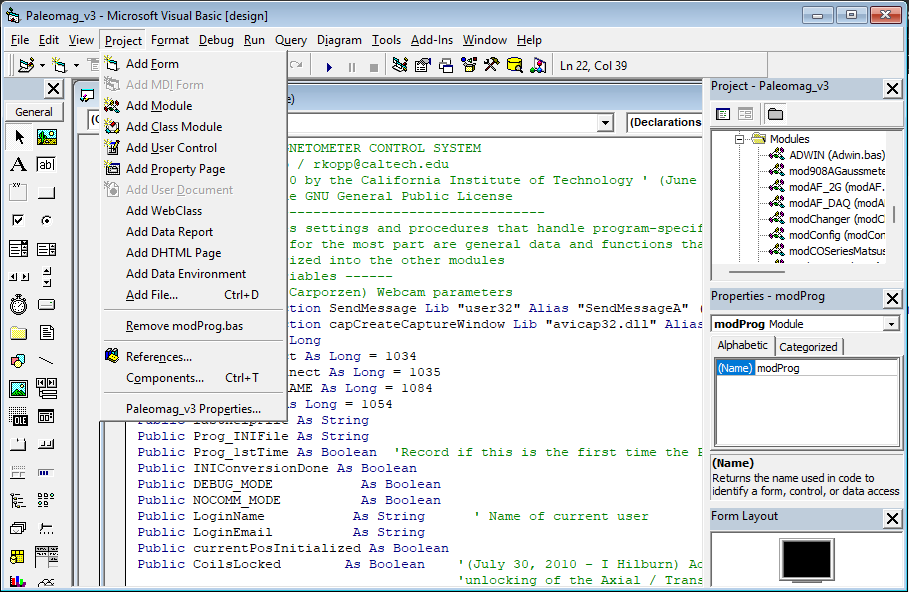 Paleomag_v3 - Microsoft Visual Basic [design]
File Edit View Project Format Debug Run Query Diagram Tools Add-Ins Window Help
Ln 22, Col 39
General
A
ab
OLE
Add Form
Add MDI Form
Add Module
Add Class Module
Add User Control
Add Property Page
Add User Document
Add WebClass
Add Data Report
Add DHTML Page
Add Data Environment
Add File... Ctrl+D
Remove modProg.bas
References...
Components... Ctrl+T
Paleomag_v3 Properties...
(Declarations
NETOMETER CONTROL SYSTEM
/ rkopp@caltech.edu
0 by the California Institute of Technology ' (June
e GNU General Public License
--------------------------------
s settings and procedures that handle program-specif
for the most part are general data and functions tha
ized into the other modules
iables ------
Carporzen) Webcam parameters
ction SendMessage Lib "user32" Alias "SendMessageA" (
ction capCreateCaptureWindow Lib "avicap32.dll" Alias
Long
t As Long = 1034
nnect As Long = 1035
AME As Long = 1084
s Long = 1054
As String
Public Prog_INIFile As String
Public Prog_1stTime As Boolean 'Record if this is the first time the P
Public INIConversionDone As Boolean
Public DEBUG_MODE As Boolean
Public NOCOMM_MODE As Boolean
Public LoginName As String ' Name of current user
Public LoginEmail As String
Public currentPosInitialized As Boolean
Public CoilsLocked As Boolean '(July 30, 2010 - I Hilburn) Ad
'unlocking of the Axial / Trans
Project - Paleomag_v3
Modules
ADWIN (Adwin.bas)
mod908AGaussmete
modAF_2G (modAF.
modAF_DAQ (modA
modChanger (modC
modConfig (modCon
modCOSeriesMatsus
Properties - modProg
modProg Module
Alphabetic Categorized
(Name) modProg
(Name)
Returns the name used in code to
identify a form, control, or data access
Form Layout